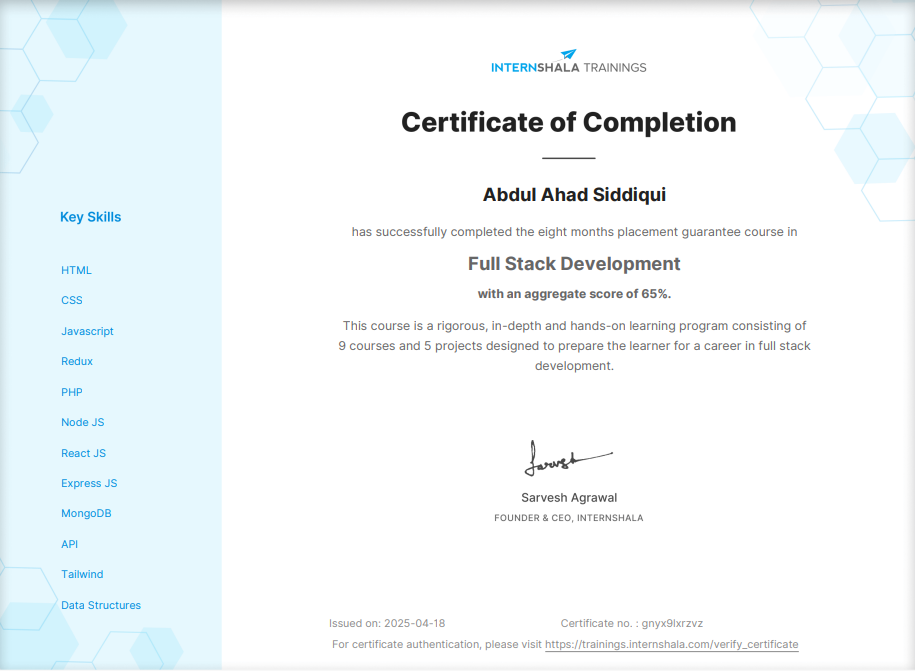 INTERNSHALA TRAININGS
Certificate of Completion
Abdul Ahad Siddiqui
has successfully completed the eight months placement guarantee course in
Full Stack Development
with an aggregate score of 65%.
This course is a rigorous, in-depth and hands-on learning program consisting of
9 courses and 5 projects designed to prepare the learner for a career in full stack
development.
Sarvesh
Sarvesh Agrawal
FOUNDER & CEO, INTERNSHALA
Issued on: 2025-04-18
Certificate no. : gnyx9lxrzvz
For certificate authentication, please visit https://trainings.internshala.com/verify_certificate
Key Skills
HTML
CSS
Javascript
Redux
PHP
Node JS
React JS
Express JS
MongoDB
API
Tailwind
Data Structures